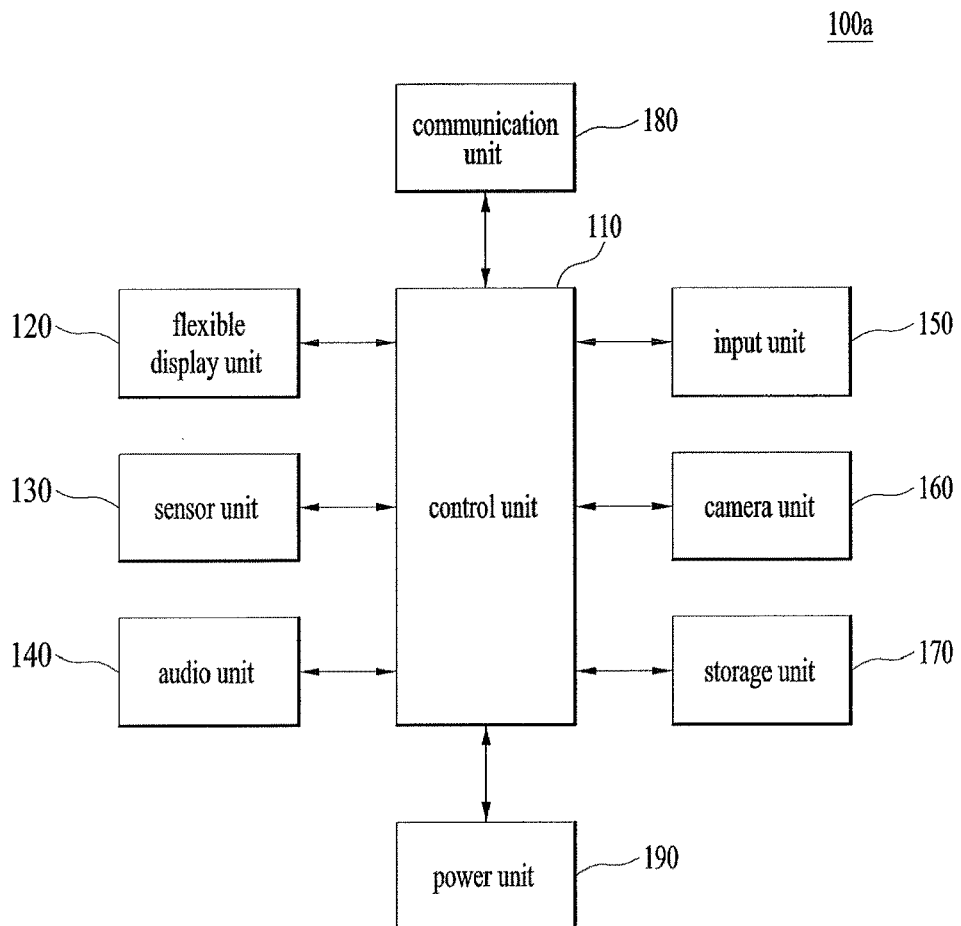 100a
communication
unit
180
110
120
flexible
display unit
input unit
150
130
sensor unit
control unit
camera unit
160
140
audio unit
storage unit
170
power unit
190